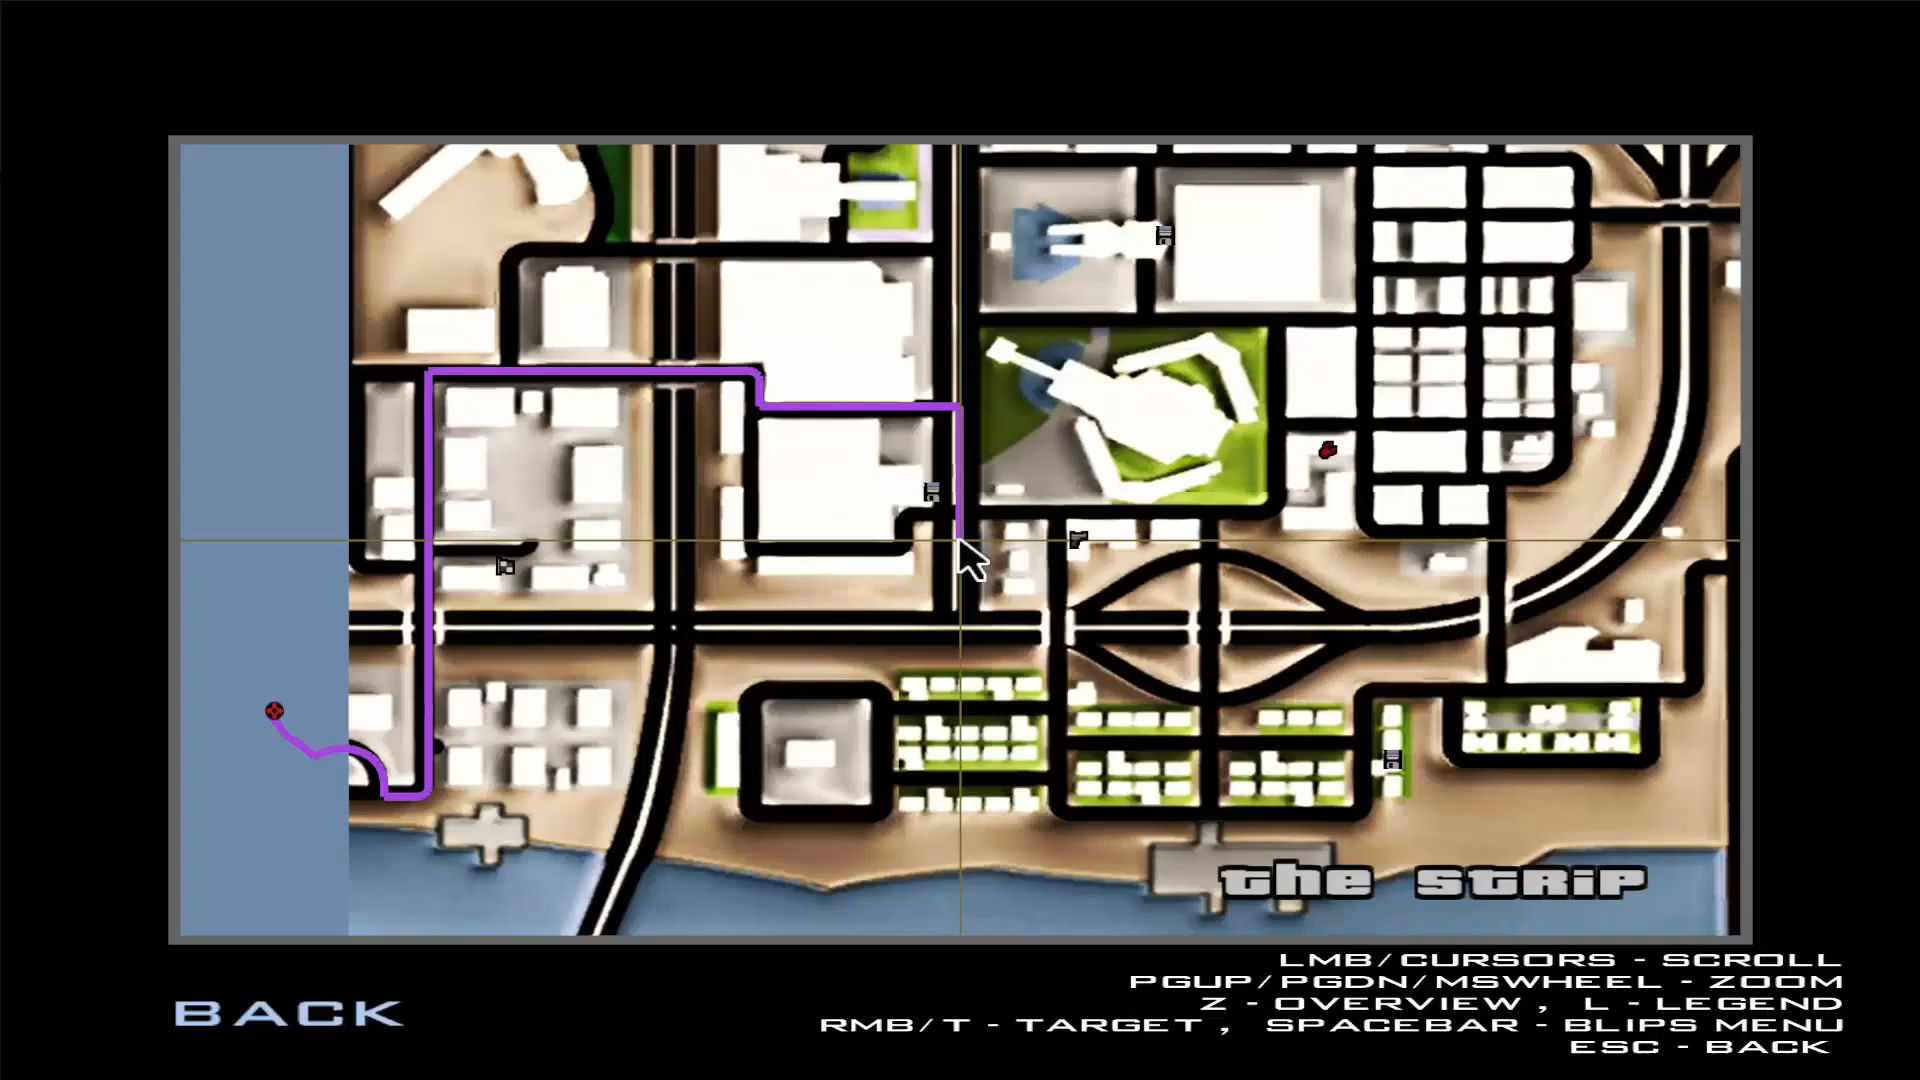 the strip
LMB/CURSORS - SCROLL
PGUP/PGDN/MSWHEEL - ZOOM
Z - OVERVIEW , L - LEGEND
RMB/T - TARGET , SPACEBAR - BLIPS MENU
ESC - BACK
BACK